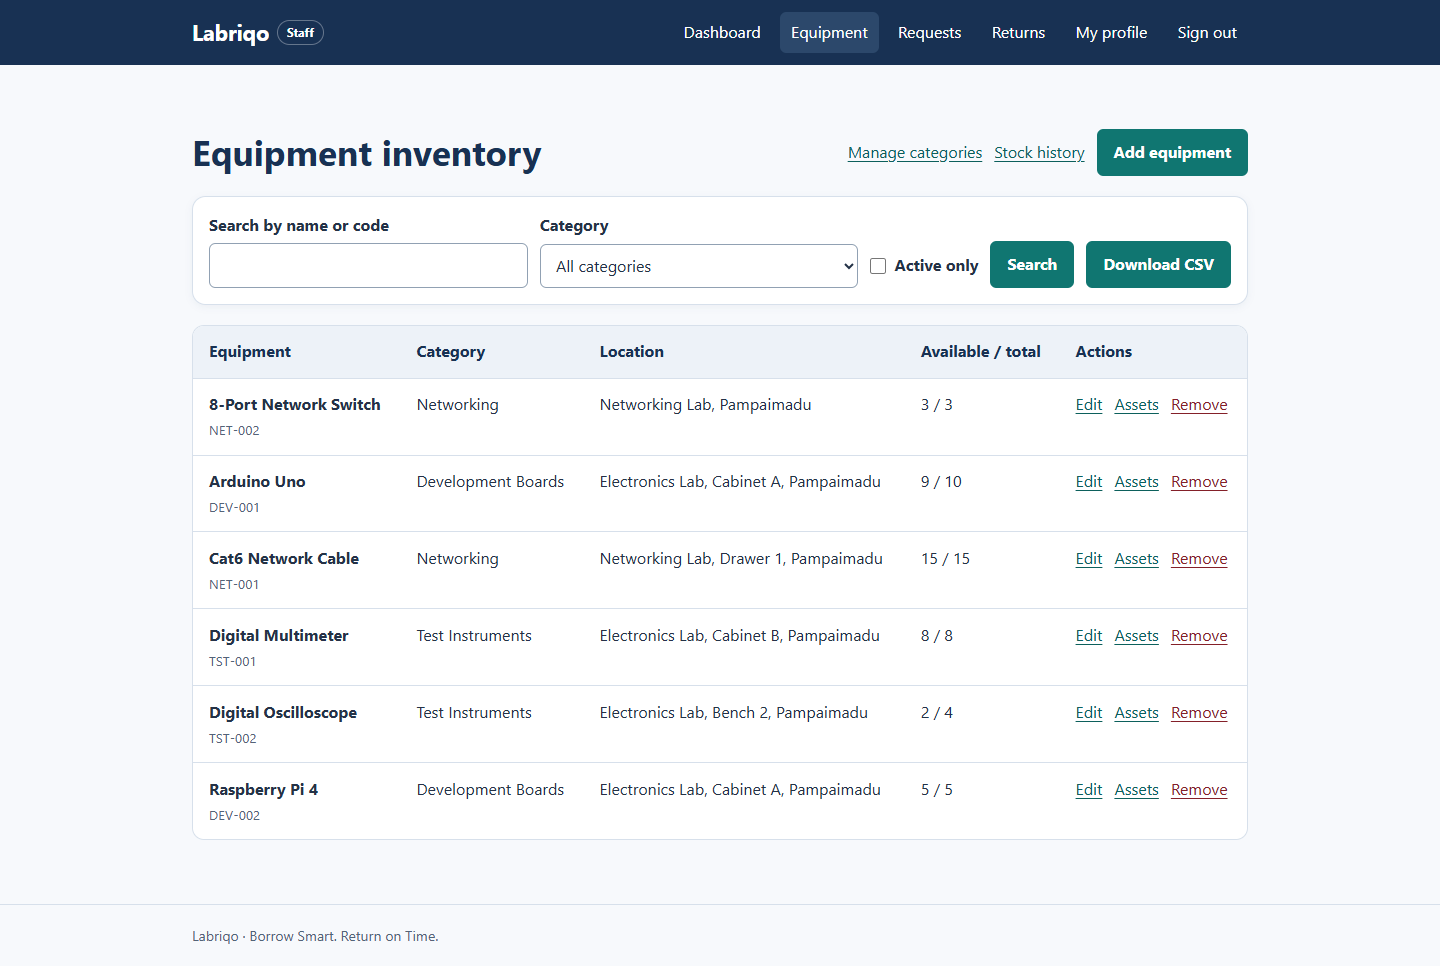 Labriqo Staff Dashboard Equipment Requests Returns My profile Sign out
Equipment inventory Manage categories Stock history Add equipment
Search by name or code Category
All categories Active only Search Download CSV
Equipment Category Location Available / total Actions
8-Port Network Switch Networking Networking Lab, Pampaimadu 3 / 3 Edit Assets Remove
NET-002
Arduino Uno Development Boards Electronics Lab, Cabinet A, Pampaimadu 9 / 10 Edit Assets Remove
DEV-001
Cat6 Network Cable Networking Networking Lab, Drawer 1, Pampaimadu 15 / 15 Edit Assets Remove
NET-001
Digital Multimeter Test Instruments Electronics Lab, Cabinet B, Pampaimadu 8 / 8 Edit Assets Remove
TST-001
Digital Oscilloscope Test Instruments Electronics Lab, Bench 2, Pampaimadu 2 / 4 Edit Assets Remove
TST-002
Raspberry Pi 4 Development Boards Electronics Lab, Cabinet A, Pampaimadu 5 / 5 Edit Assets Remove
DEV-002
Labriqo · Borrow Smart. Return on Time.